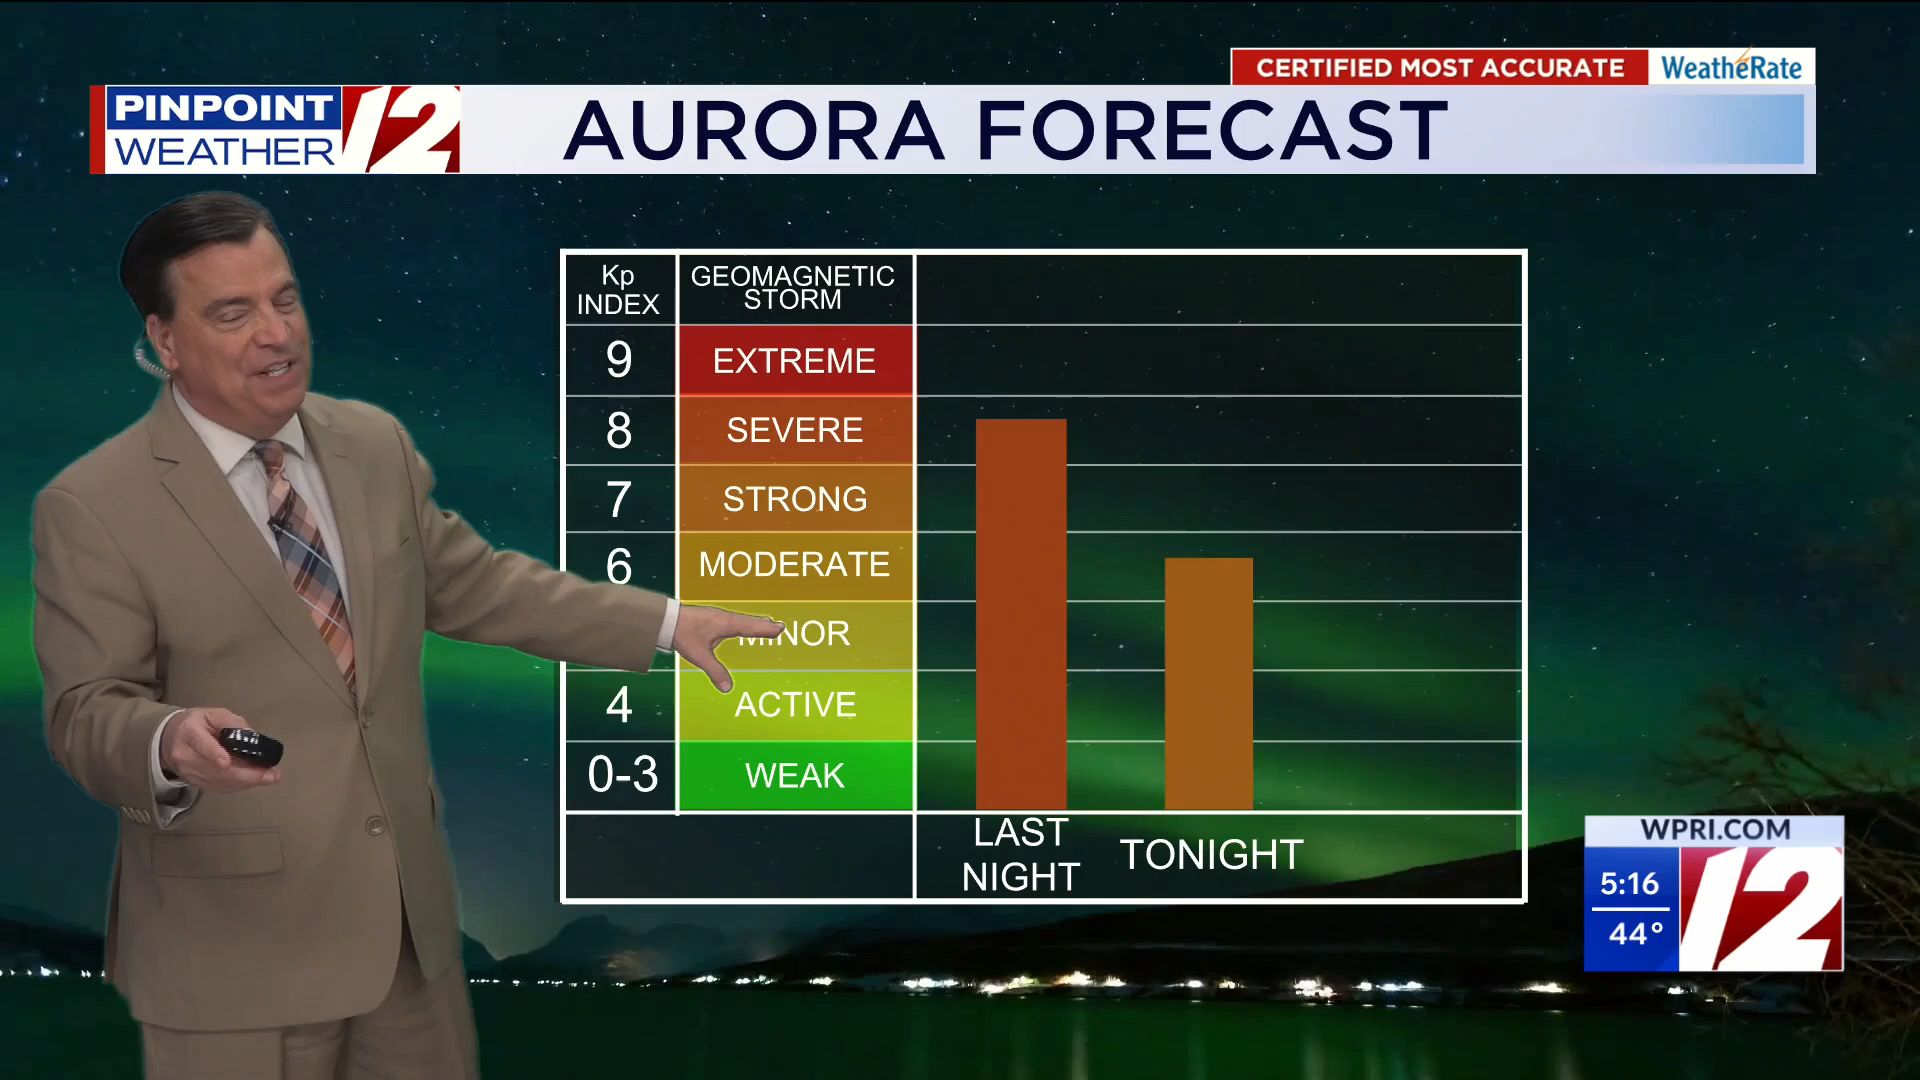 CERTIFIED MOST ACCURATE WeatheRate
PINPOINT
WEATHER 12
AURORA FORECAST
Kp
INDEX
GEOMAGNETIC
STORM
9 EXTREME
8 SEVERE
7 STRONG
6 MODERATE
MINOR
4 ACTIVE
0-3 WEAK
LAST
NIGHT
TONIGHT
WPRI.COM
5:16
44°
12